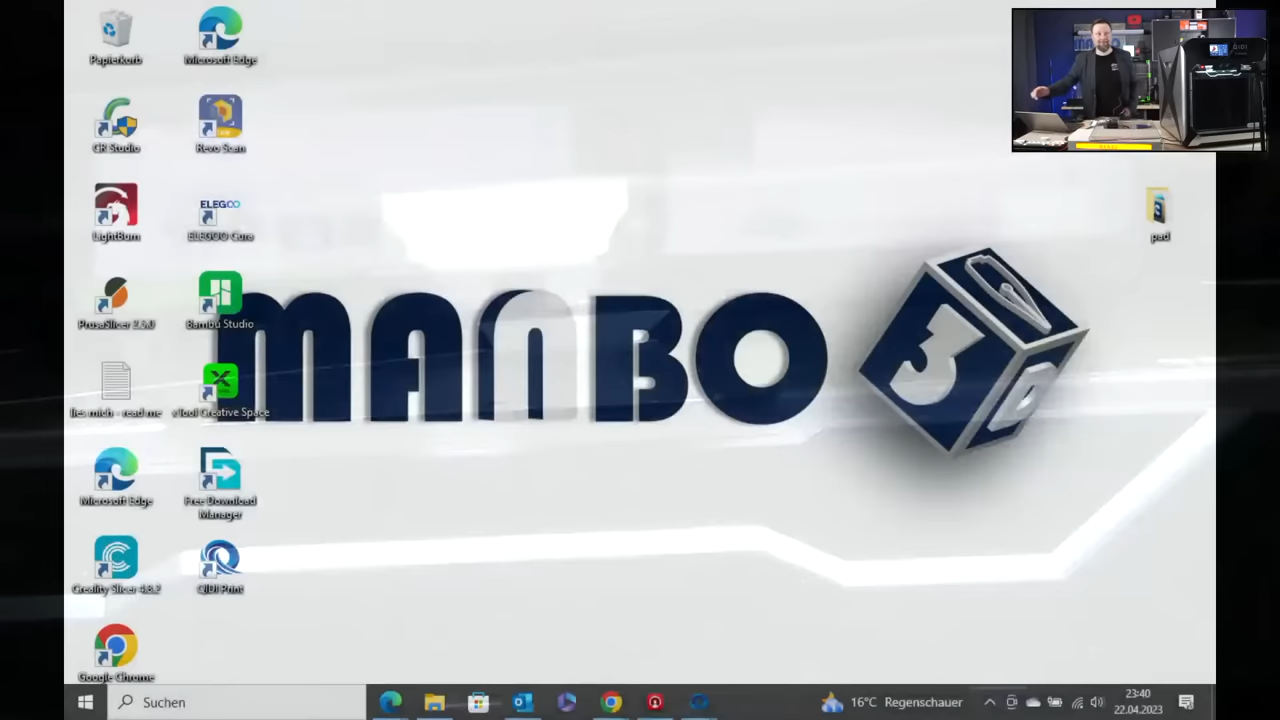 Papierkorb
Microsoft Edge
CR Studio
Revo Scan
LightBurn
ELEGOO
ELEGOO Cura
PrusaSlicer 2.5.0
Bambu Studio
lies mich - read me
xTool Creative Space
Microsoft Edge
Free Download
Manager
Creality Slicer 4.8.2
QIDI Print
Google Chrome
pad
MANBO
3D
Suchen
16°C Regenschauer
23:40
22.04.2023